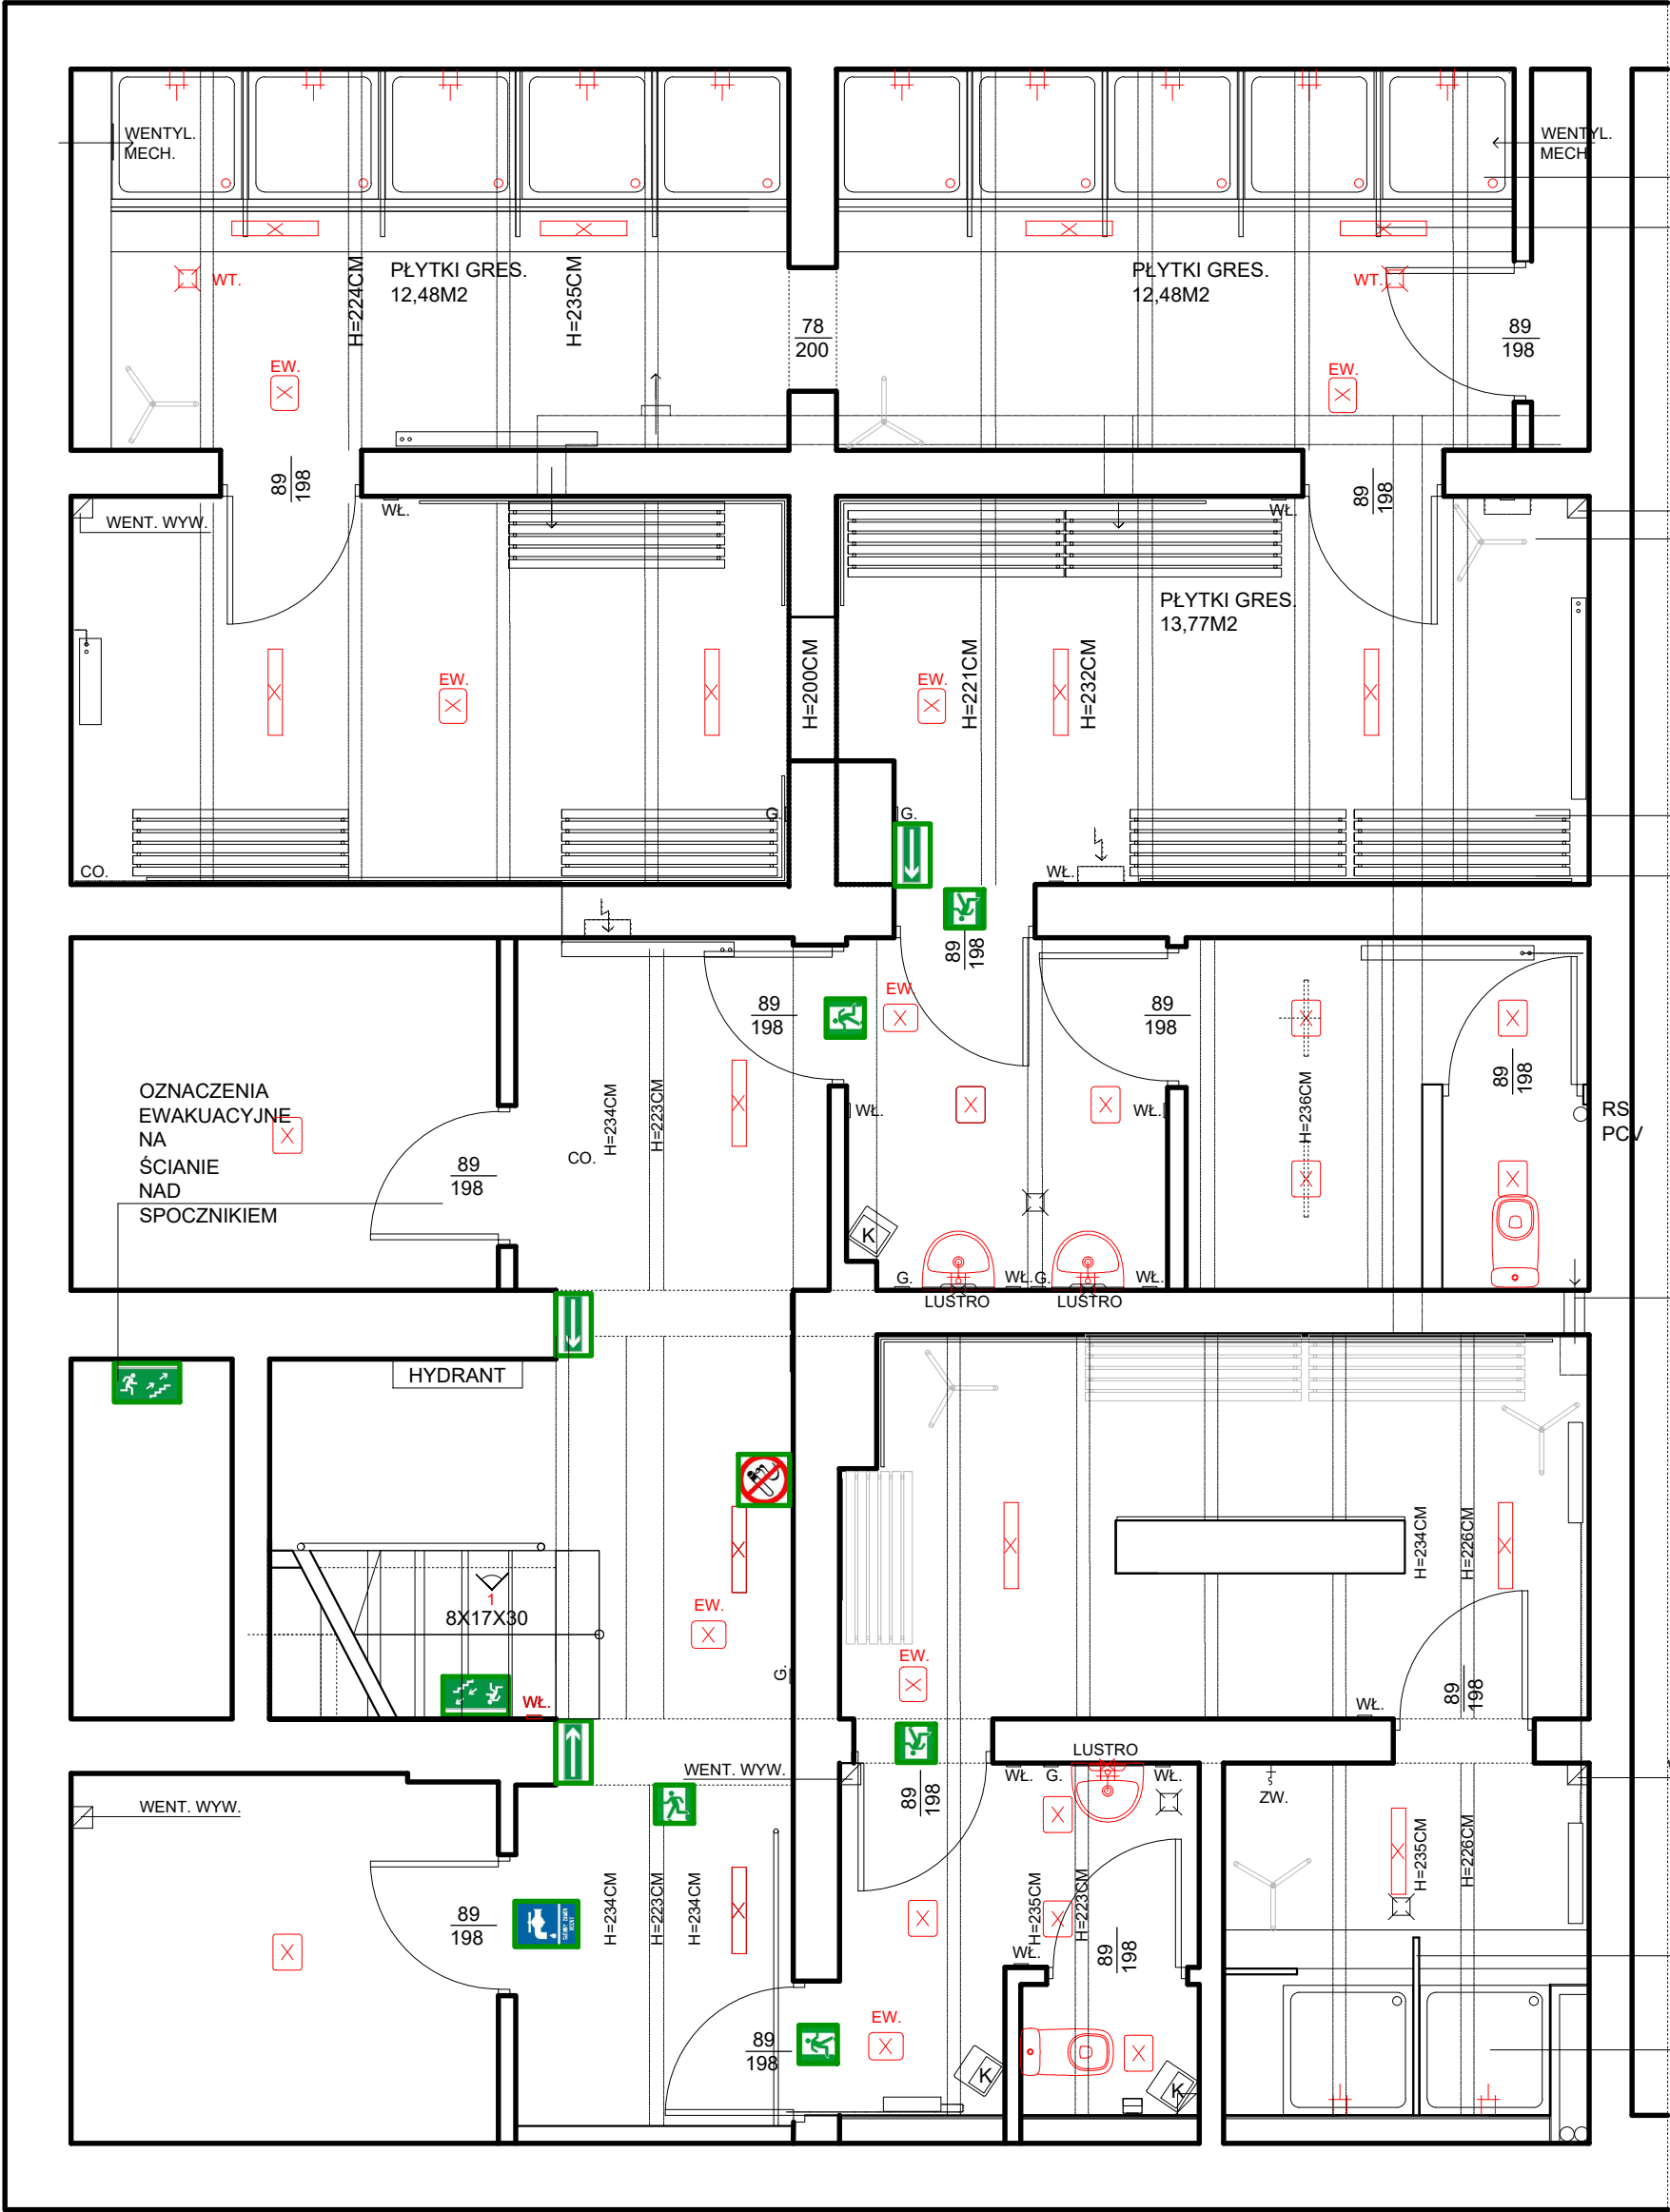 WENTYL.
MECH.
WENTYL.
MECH
WT.
H=224CM
PŁYTKI GRES.
12,48M2
H=235CM
78
200
PŁYTKI GRES.
12,48M2
WT.
89
198
EW.
EW.
89
198
89
198
WENT. WYW.
WŁ.
WŁ.
PŁYTKI GRES.
13,77M2
EW.
H=200CM
EW.
H=221CM
H=232CM
G.
G.
CO.
WŁ.
89
198
89
198
EW.
89
198
OZNACZENIA
EWAKUACYJNE
NA
ŚCIANIE
NAD
SPOCZNIKIEM
89
198
CO.
H=234CM
H=223CM
WŁ.
WŁ.
H=236CM
89
198
RS
PCV
K
G.
WŁ.
G.
WŁ.
LUSTRO
LUSTRO
HYDRANT
1
8X17X30
EW.
G.
WŁ.
H=234CM
H=226CM
EW.
WŁ.
89
198
WENT. WYW.
WENT. WYW.
89
198
LUSTRO
WŁ.
G.
WŁ.
ZW.
89
198
H=234CM
H=223CM
H=234CM
H=235CM
H=223CM
WŁ.
89
198
H=235CM
H=226CM
89
198
EW.
K
K